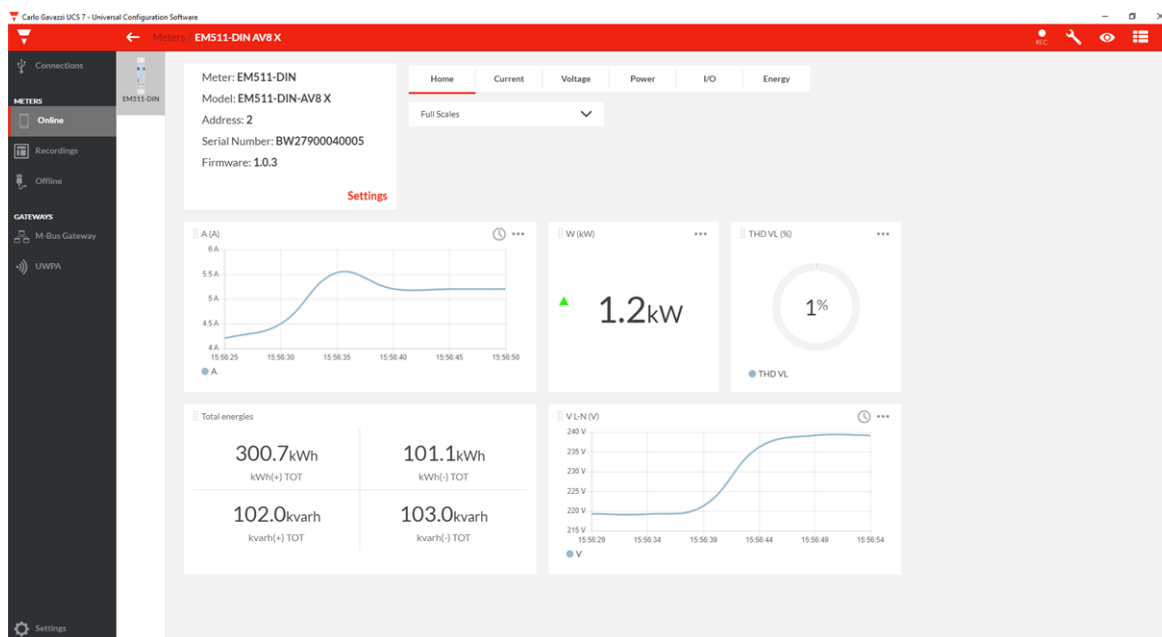 Carlo Gavazzi UCS 7 - Universal Configuration Software
Meters / EM511-DIN AV8 X
REC
Connections
METERS
Online
Recordings
Offline
GATEWAYS
M-Bus Gateway
UWPA
Settings
EM511-DIN
Meter: EM511-DIN
Model: EM511-DIN-AV8 X
Address: 2
Serial Number: BW27900040005
Firmware: 1.0.3
Settings
Home Current Voltage Power I/O Energy
Full Scales
A (A)
6 A
5.5 A
5 A
4.5 A
4 A
15:56:25 15:56:30 15:56:35 15:56:40 15:56:45 15:56:50
A
W (kW)
1.2kW
THD VL (%)
1%
THD VL
Total energies
300.7kWh
kWh(+) TOT
101.1kWh
kWh(-) TOT
102.0kvarh
kvarh(+) TOT
103.0kvarh
kvarh(-) TOT
V L-N (V)
240 V
235 V
230 V
225 V
220 V
215 V
15:56:29 15:56:34 15:56:39 15:56:44 15:56:49 15:56:54
V